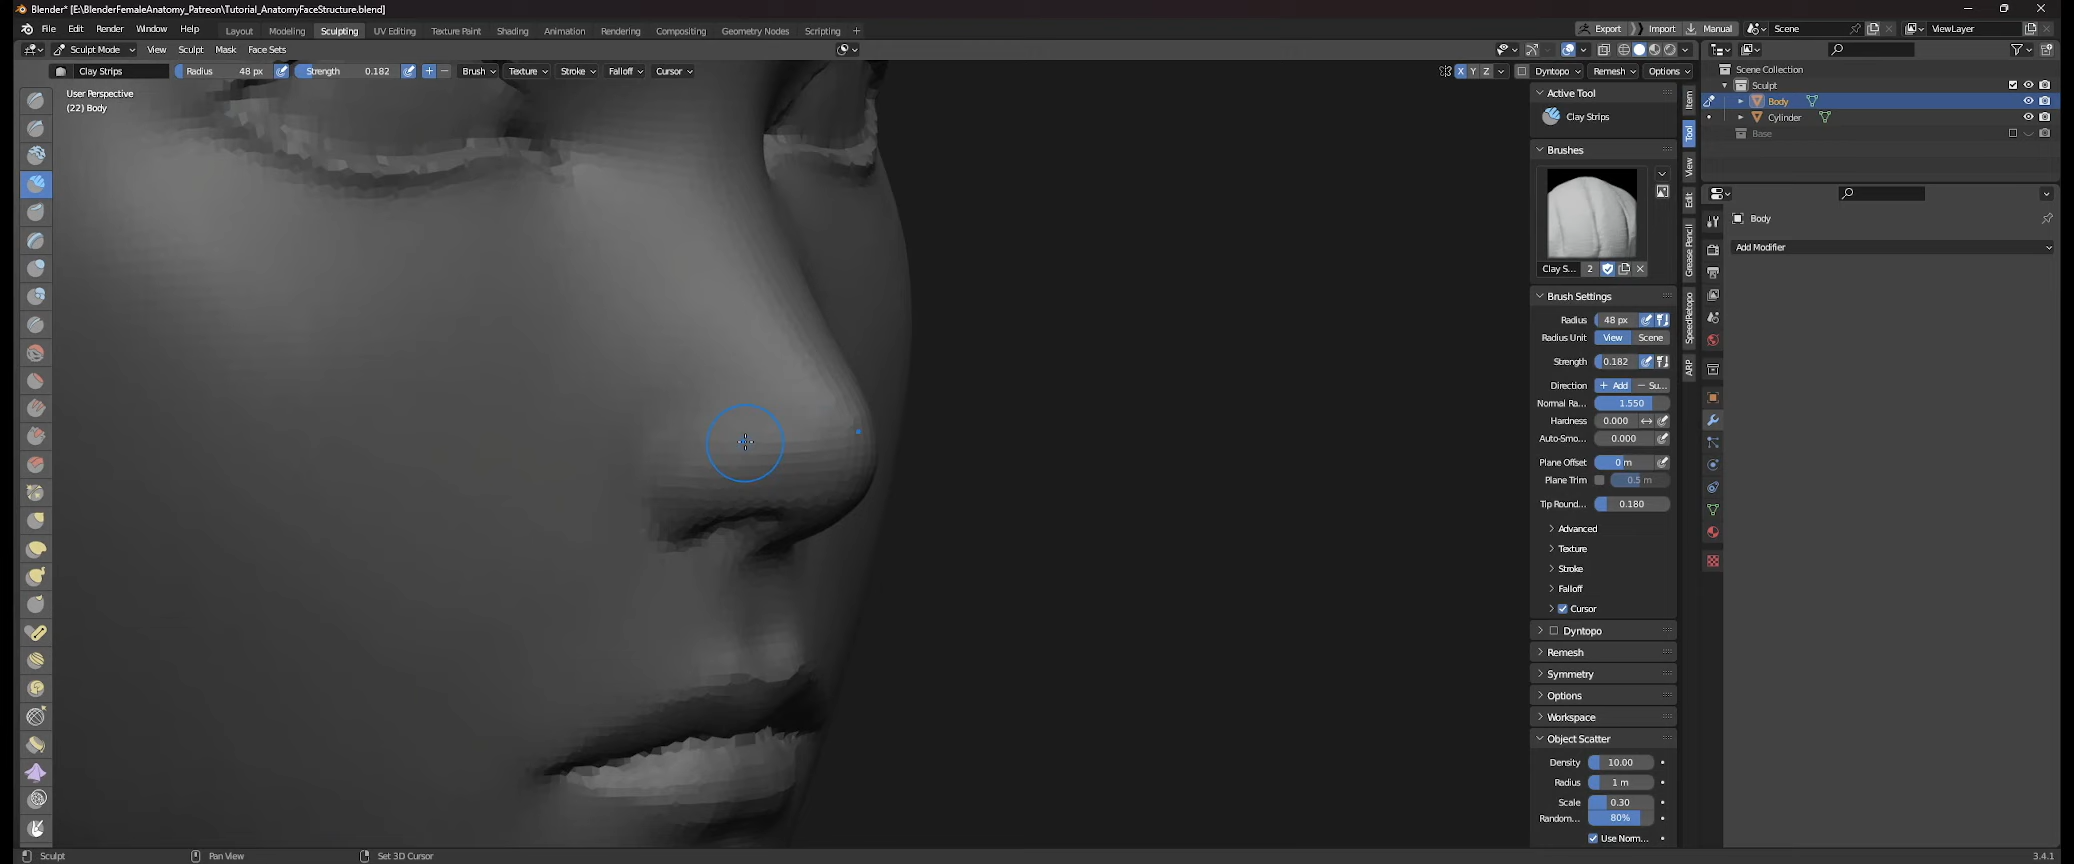 Blender* [E:\BlenderFemaleAnatomy_Patreon\Tutorial_AnatomyFaceStructure.blend]
File Edit Render Window Help Layout Modeling Sculpting UV Editing Texture Paint Shading Animation Rendering Compositing Geometry Nodes Scripting + Export Import Manual Scene ViewLayer
Sculpt Mode View Sculpt Mask Face Sets
Clay Strips Radius 48 px Strength 0.182 + − Brush Texture Stroke Falloff Cursor X Y Z Dyntopo Remesh Options
User Perspective
(22) Body
Active Tool
Clay Strips
Brushes
Clay S... 2
Brush Settings
Radius 48 px
Radius Unit View Scene
Strength 0.182
Direction + Add − Su...
Normal Ra... 1.550
Hardness 0.000
Auto-Smo... 0.000
Plane Offset 0 m
Plane Trim 0.5 m
Tip Round... 0.180
Advanced
Texture
Stroke
Falloff
Cursor
Dyntopo
Remesh
Symmetry
Options
Workspace
Object Scatter
Density 10.00
Radius 1 m
Scale 0.30
Random... 80%
Use Norm...
Item
Tool
View
Edit
Grease Pencil
SpeedRetopo
ARP
Scene Collection
Sculpt
Body
Cylinder
Base
Body
Add Modifier
Sculpt Pan View Set 3D Cursor 3.4.1